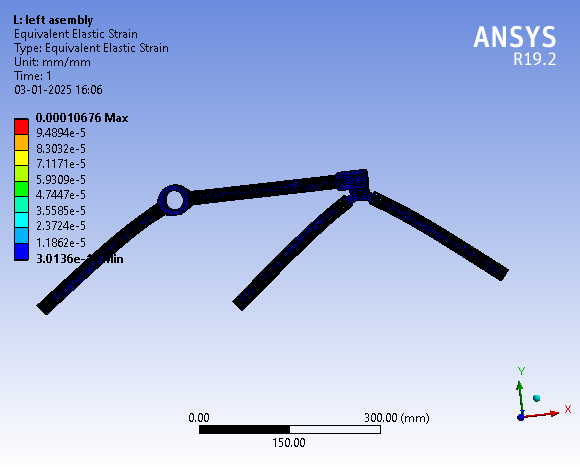 L: left asembly
Equivalent Elastic Strain
Type: Equivalent Elastic Strain
Unit: mm/mm
Time: 1
03-01-2025 16:06
ANSYS
R19.2
0.00010676 Max
9.4894e-5
8.3032e-5
7.1171e-5
5.9309e-5
4.7447e-5
3.5585e-5
2.3724e-5
1.1862e-5
Y
X
0.00
300.00 (mm)
150.00